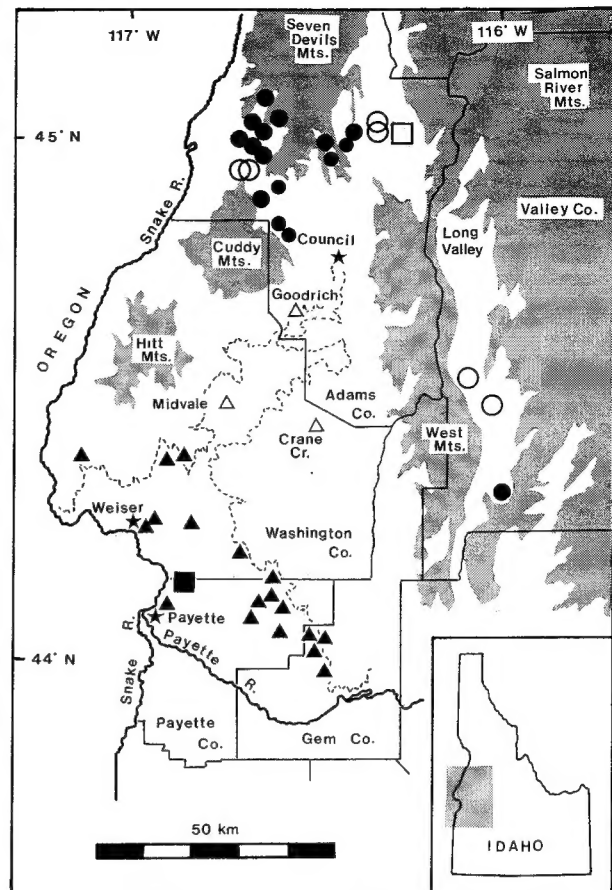 117° W
116° W
Seven
Devils
Mts.
Salmon
River
Mts.
45° N
Snake R.
Valley Co.
Long
Valley
Cuddy
Mts.
Council
OREGON
Goodrich
Hitt
Mts.
Midvale
Adams
Co.
Crane
Cr.
West
Mts.
Weiser
Washington
Co.
Payette
Payette R.
44° N
Snake R.
Payette
Co.
Gem Co.
50 km
IDAHO